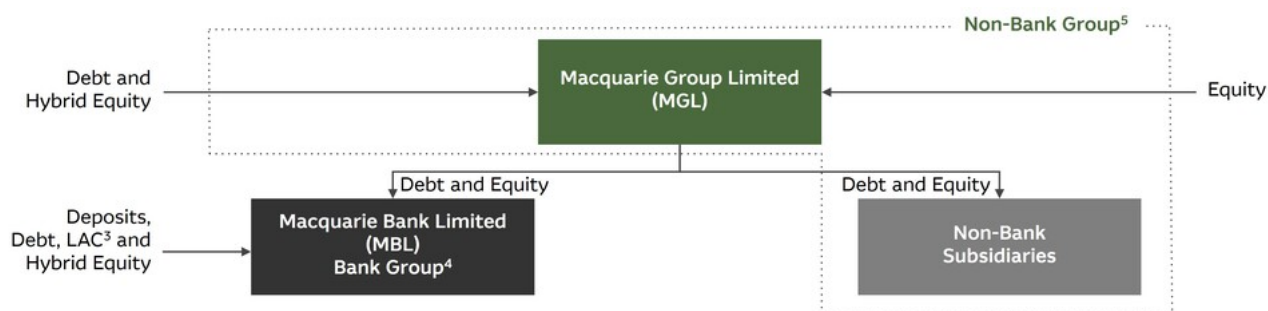 Non-Bank Group⁵
Debt and
Hybrid Equity
Macquarie Group Limited
(MGL)
Equity
Debt and Equity
Debt and Equity
Deposits,
Debt, LAC³ and
Hybrid Equity
Macquarie Bank Limited
(MBL)
Bank Group⁴
Non-Bank
Subsidiaries